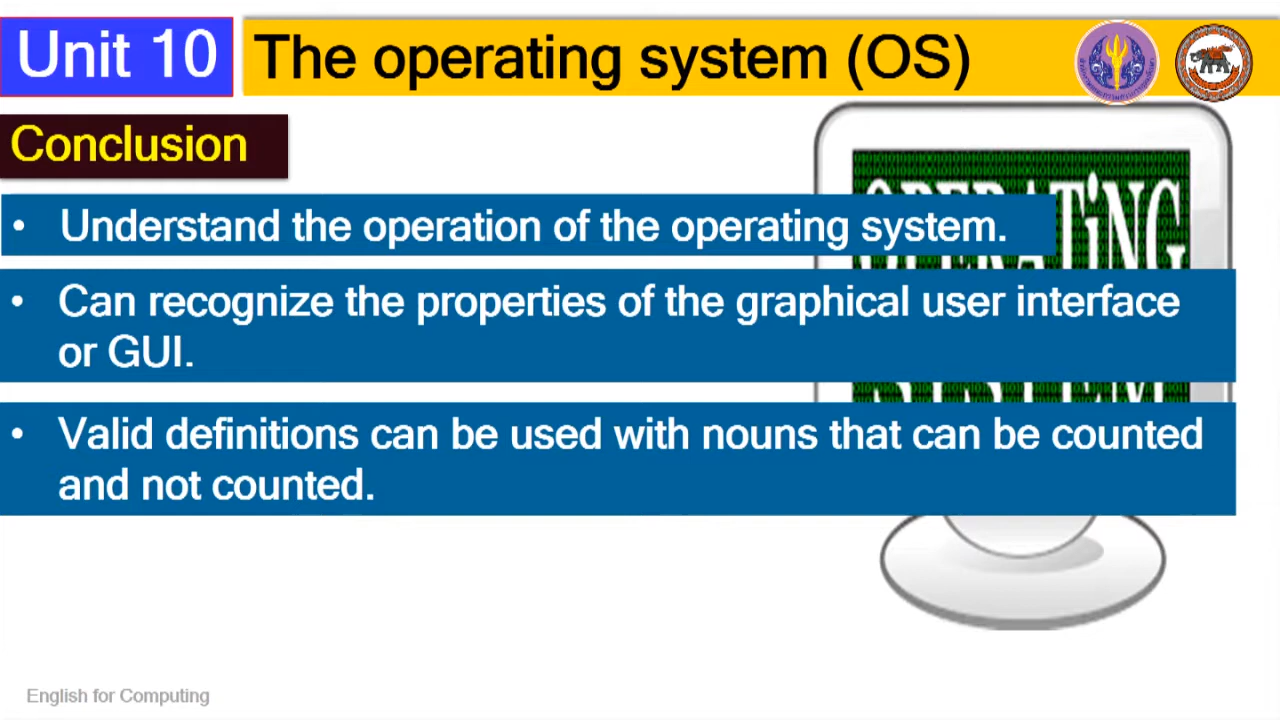 Unit 10
The operating system (OS)
Conclusion
OPERATiNG
• Understand the operation of the operating system.
• Can recognize the properties of the graphical user interface
or GUI.
• Valid definitions can be used with nouns that can be counted
and not counted.
English for Computing